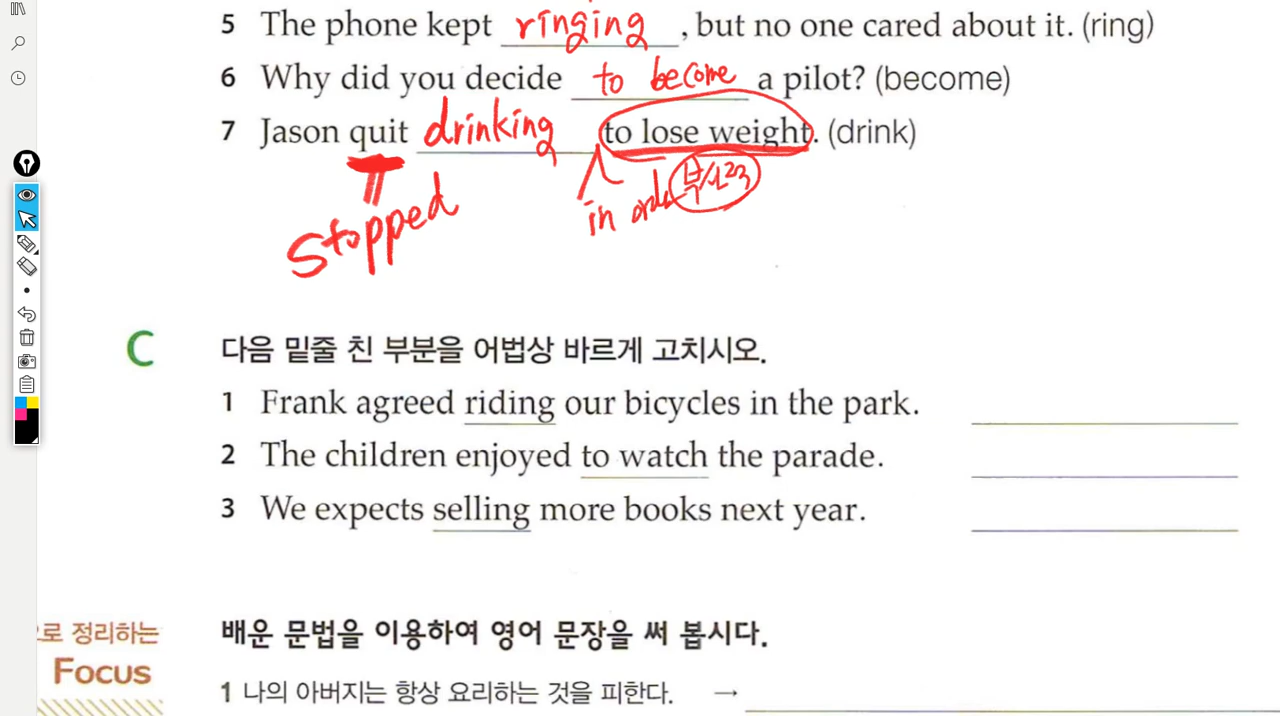 5 The phone kept ringing, but no one cared about it. (ring)
6 Why did you decide to become a pilot? (become)
7 Jason quit drinking to lose weight. (drink)
stopped
in order
C 다음 밑줄 친 부분을 어법상 바르게 고치시오.
1 Frank agreed riding our bicycles in the park.
2 The children enjoyed to watch the parade.
3 We expects selling more books next year.
으로 정리하는
Focus
배운 문법을 이용하여 영어 문장을 써 봅시다.
1 나의 아버지는 항상 요리하는 것을 피한다. →